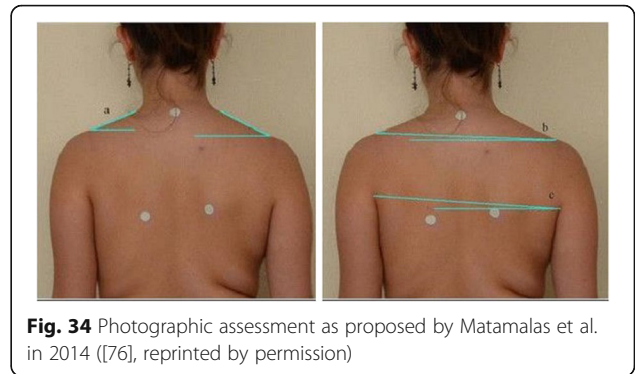 a
b
c
Fig. 34 Photographic assessment as proposed by Matamalas et al.
in 2014 ([76], reprinted by permission)